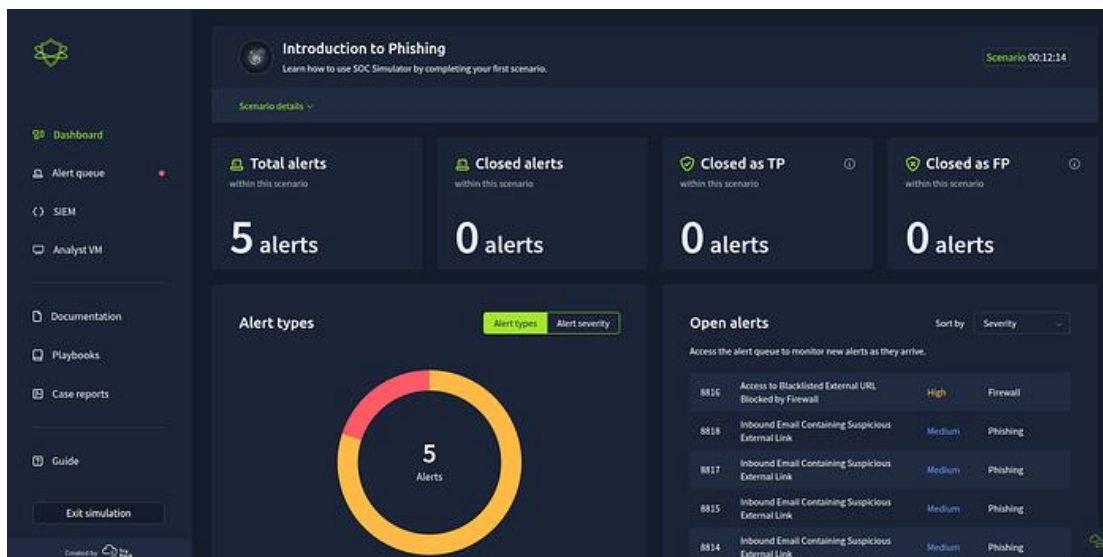 Introduction to Phishing
Learn how to use SOC Simulator by completing your first scenario.
Scenario 00:12:14
Scenario details
Dashboard
Alert queue
SIEM
Analyst VM
Documentation
Playbooks
Case reports
Guide
Exit simulation
Created by
Total alerts
within this scenario
5 alerts
Closed alerts
within this scenario
0 alerts
Closed as TP
within this scenario
0 alerts
Closed as FP
within this scenario
0 alerts
Alert types
Alert types Alert severity
5
Alerts
Open alerts
Sort by Severity
Access the alert queue to monitor new alerts as they arrive.
8816 Access to Blacklisted External URL High Firewall
Blocked by Firewall
8818 Inbound Email Containing Suspicious Medium Phishing
External Link
8817 Inbound Email Containing Suspicious Medium Phishing
External Link
8815 Inbound Email Containing Suspicious Medium Phishing
External Link
8814 Inbound Email Containing Suspicious Medium Phishing
External Link